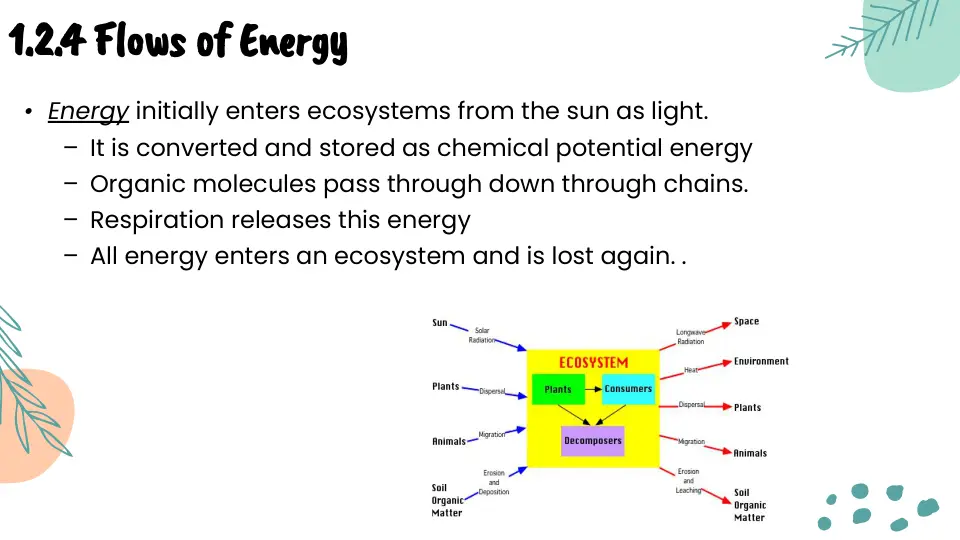 1.2.4 Flows of Energy
• Energy initially enters ecosystems from the sun as light.
– It is converted and stored as chemical potential energy
– Organic molecules pass through down through chains.
– Respiration releases this energy
– All energy enters an ecosystem and is lost again. .
Sun
Solar
Radiation
Plants
Dispersal
Animals
Migration
Soil
Organic
Matter
Erosion
and
Deposition
ECOSYSTEM
Plants
Consumers
Decomposers
Longwave
Radiation
Space
Heat
Environment
Dispersal
Plants
Migration
Animals
Erosion
and
Leaching
Soil
Organic
Matter